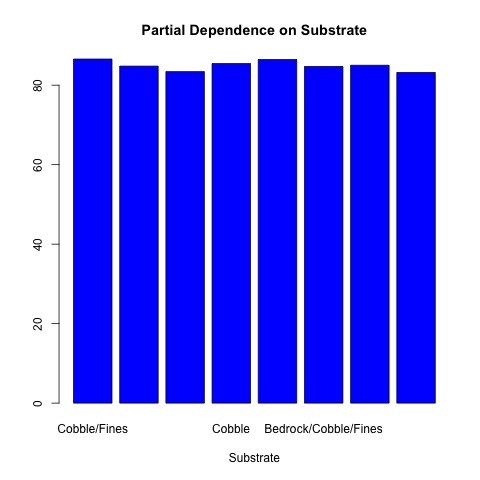 Partial Dependence on Substrate
80
60
40
20
0
Cobble/Fines Cobble Bedrock/Cobble/Fines
Substrate